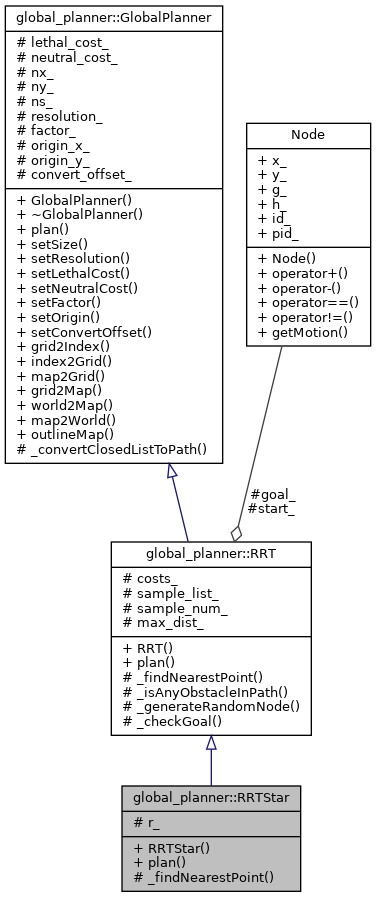 global_planner::GlobalPlanner
# lethal_cost_
# neutral_cost_
# nx_
# ny_
# ns_
# resolution_
# factor_
# origin_x_
# origin_y_
# convert_offset_
+ GlobalPlanner()
+ ~GlobalPlanner()
+ plan()
+ setSize()
+ setResolution()
+ setLethalCost()
+ setNeutralCost()
+ setFactor()
+ setOrigin()
+ setConvertOffset()
+ grid2Index()
+ index2Grid()
+ map2Grid()
+ grid2Map()
+ world2Map()
+ map2World()
+ outlineMap()
# _convertClosedListToPath()
Node
+ x_
+ y_
+ g_
+ h_
+ id_
+ pid_
+ Node()
+ operator+()
+ operator-()
+ operator==()
+ operator!=()
+ getMotion()
#goal_
#start_
global_planner::RRT
# costs_
# sample_list_
# sample_num_
# max_dist_
+ RRT()
+ plan()
# _findNearestPoint()
# _isAnyObstacleInPath()
# _generateRandomNode()
# _checkGoal()
global_planner::RRTStar
# r_
+ RRTStar()
+ plan()
# _findNearestPoint()